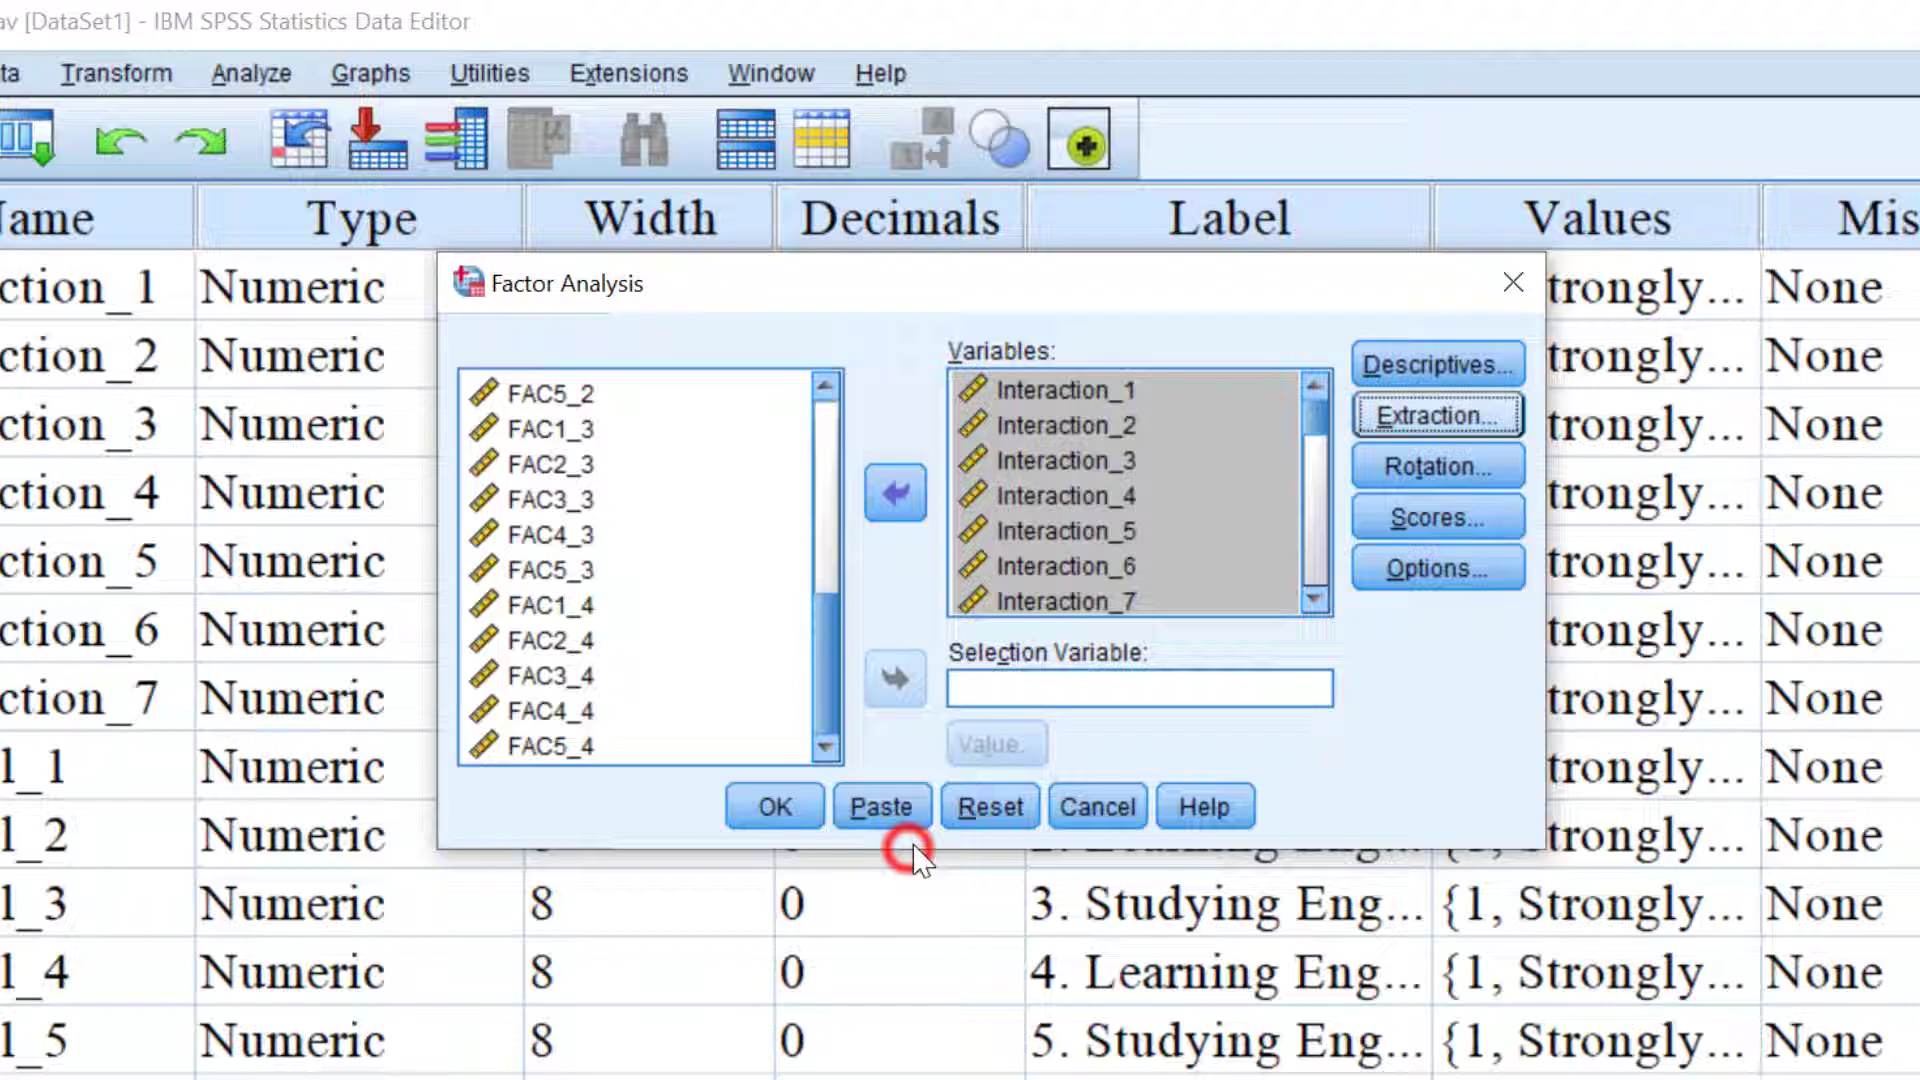 av [DataSet1] - IBM SPSS Statistics Data Editor
ta Transform Analyze Graphs Utilities Extensions Window Help
Name Type Width Decimals Label Values Mis
ction_1 Numeric trongly... None
ction_2 Numeric trongly... None
ction_3 Numeric trongly... None
ction_4 Numeric trongly... None
ction_5 Numeric trongly... None
ction_6 Numeric trongly... None
ction_7 Numeric trongly... None
l_1 Numeric trongly... None
l_2 Numeric trongly... None
l_3 Numeric 8 0 3. Studying Eng... {1, Strongly... None
l_4 Numeric 8 0 4. Learning Eng... {1, Strongly... None
l_5 Numeric 8 0 5. Studying Eng... {1, Strongly... None
Factor Analysis
FAC5_2
FAC1_3
FAC2_3
FAC3_3
FAC4_3
FAC5_3
FAC1_4
FAC2_4
FAC3_4
FAC4_4
FAC5_4
Variables:
Interaction_1
Interaction_2
Interaction_3
Interaction_4
Interaction_5
Interaction_6
Interaction_7
Selection Variable:
Value.
Descriptives...
Extraction...
Rotation...
Scores...
Options...
OK Paste Reset Cancel Help